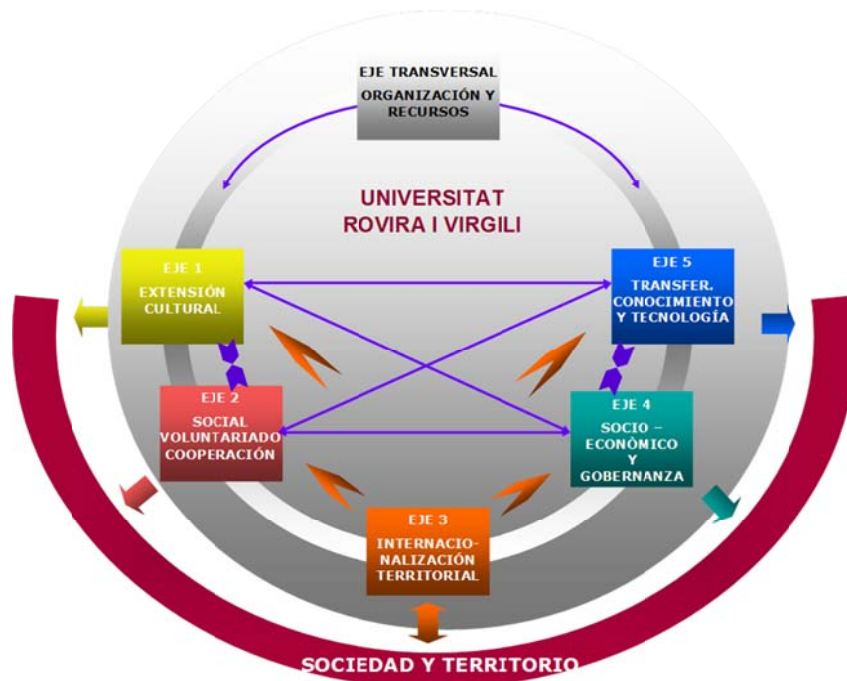 EJE TRANSVERSAL
ORGANIZACIÓN Y
RECURSOS
UNIVERSITAT
ROVIRA I VIRGILI
EJE 1
EXTENSIÓN
CULTURAL
EJE 5
TRANSFER.
CONOCIMIENTO
Y TECNOLOGÍA
EJE 2
SOCIAL
VOLUNTARIADO
COOPERACIÓN
EJE 4
SOCIO –
ECONÒMICO
Y
GOBERNANZA
EJE 3
INTERNACIO-
NALIZACIÓN
TERRITORIAL
SOCIEDAD Y TERRITORIO